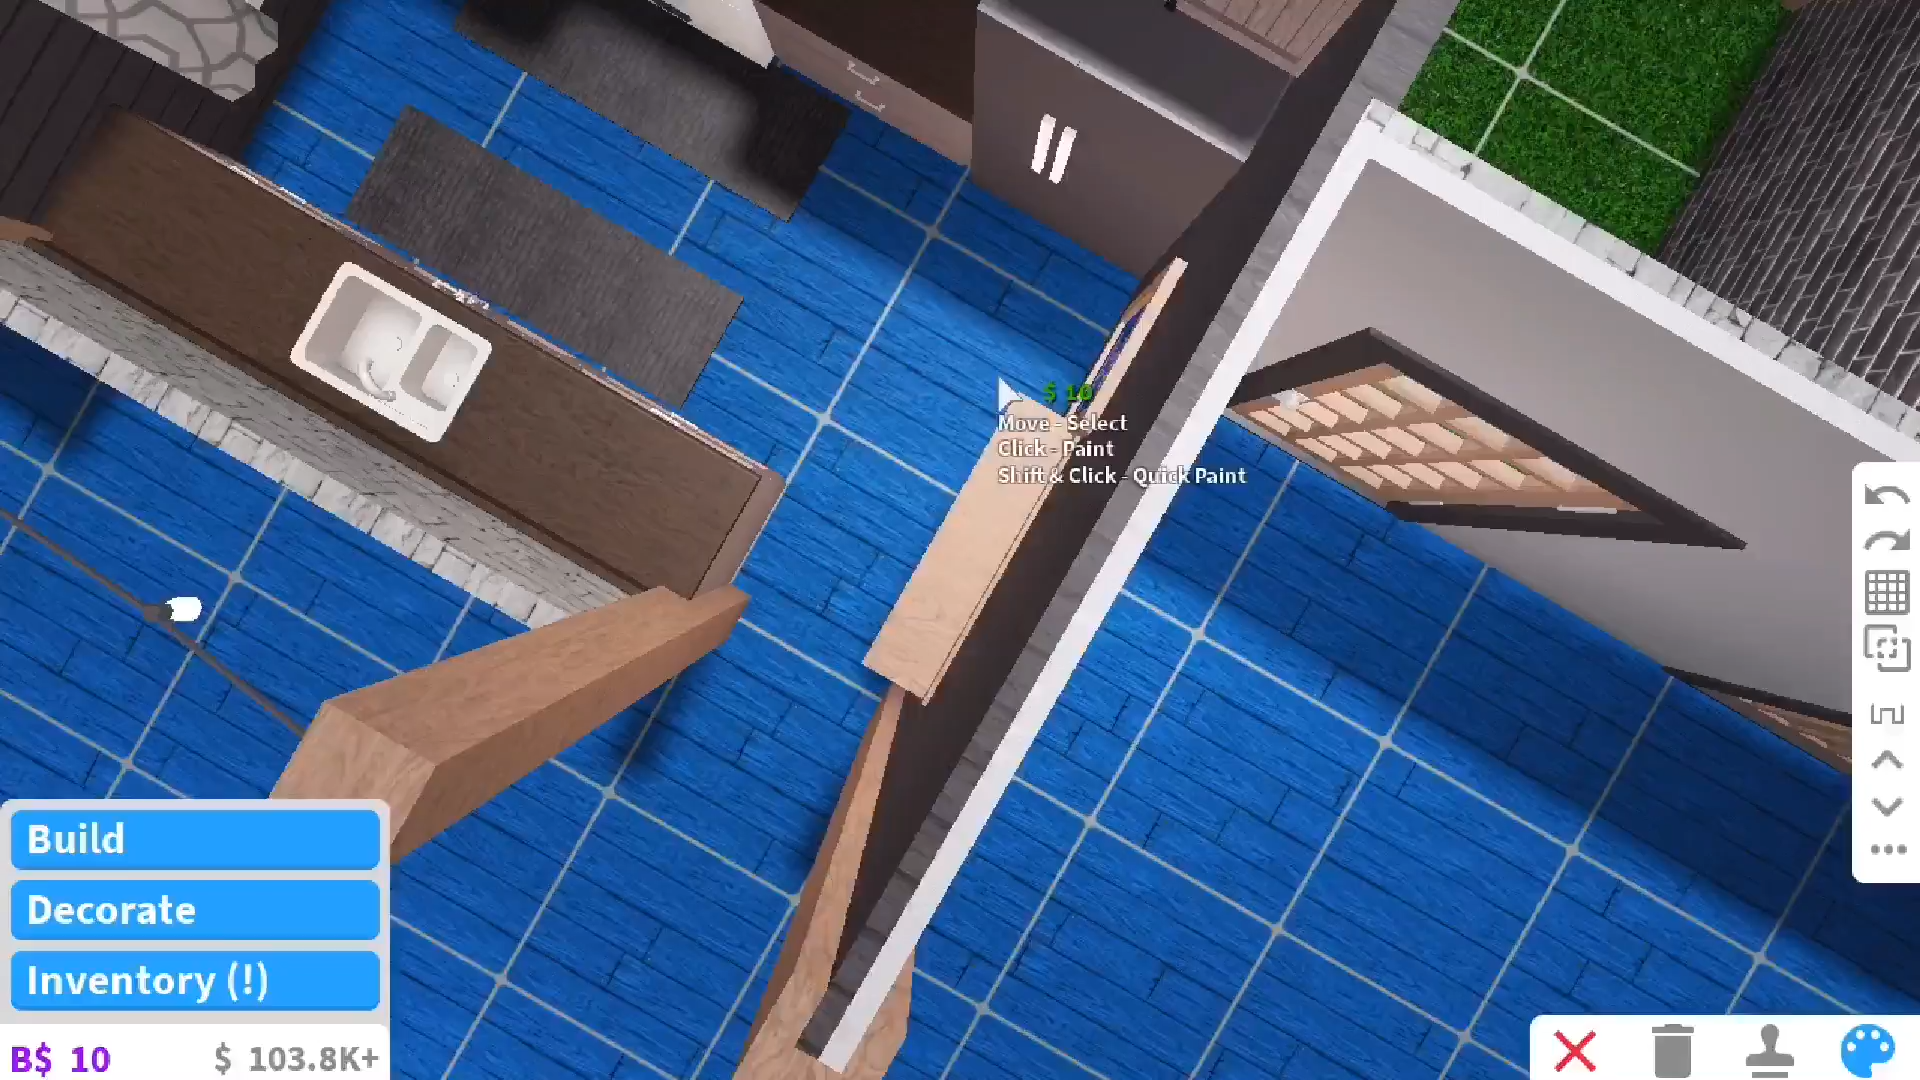 $ 10
Move - Select
Click - Paint
Shift & Click - Quick Paint
Build
Decorate
Inventory (!)
B$ 10
$ 103.8K+